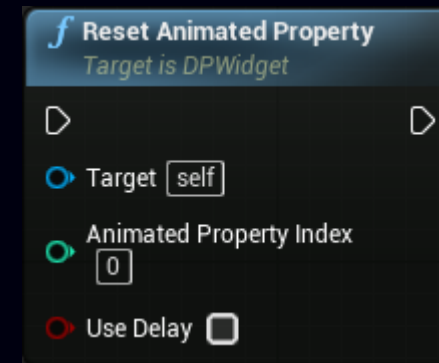 f Reset Animated Property
Target is DPWidget
Target self
Animated Property Index
0
Use Delay